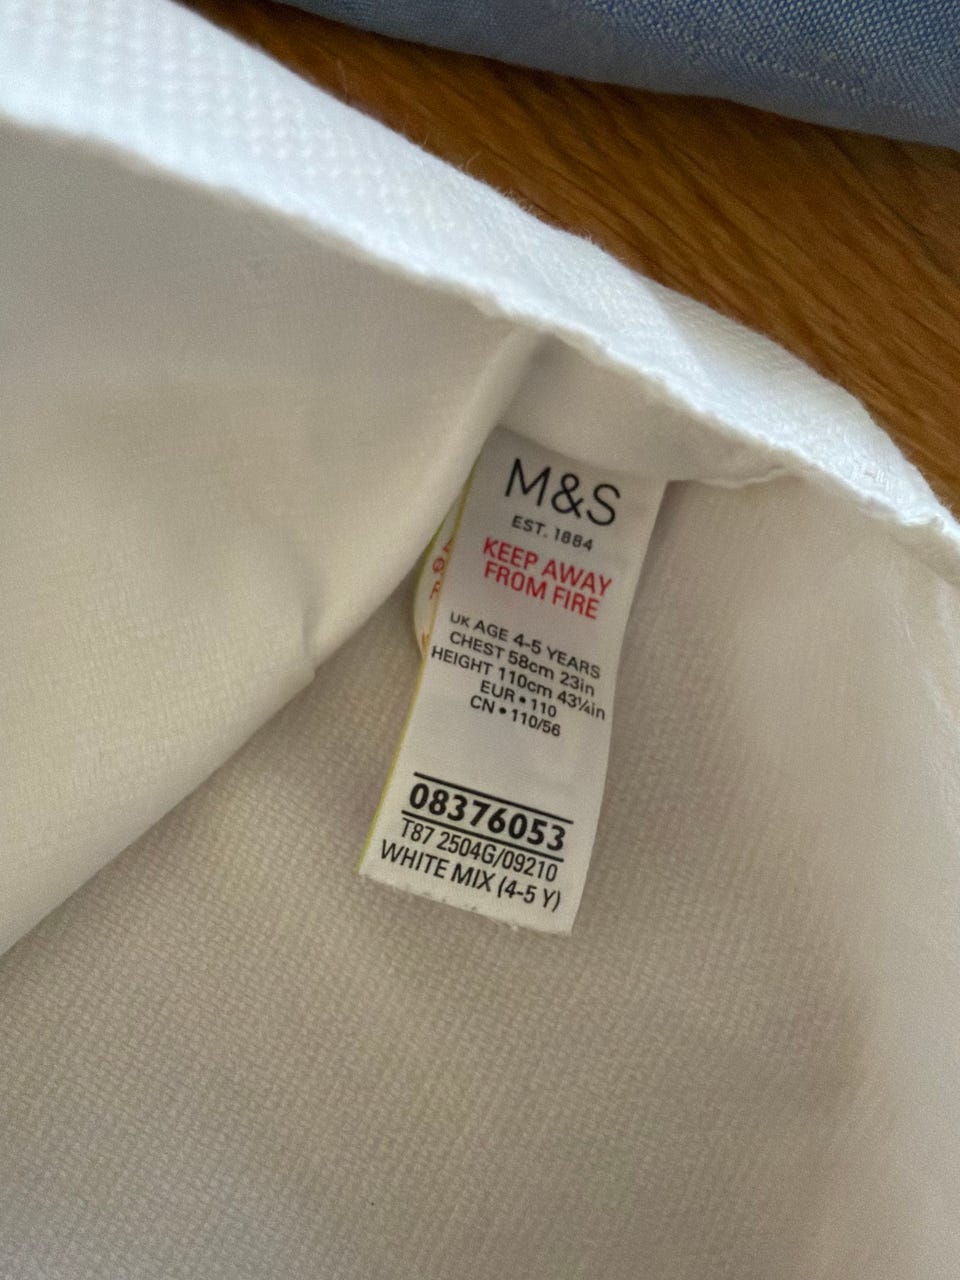 M&S
EST. 1884
KEEP AWAY
FROM FIRE
UK AGE 4-5 YEARS
CHEST 58cm 23in
HEIGHT 110cm 43¼in
EUR • 110
CN • 110/56
08376053
T87 2504G/09210
WHITE MIX (4-5 Y)